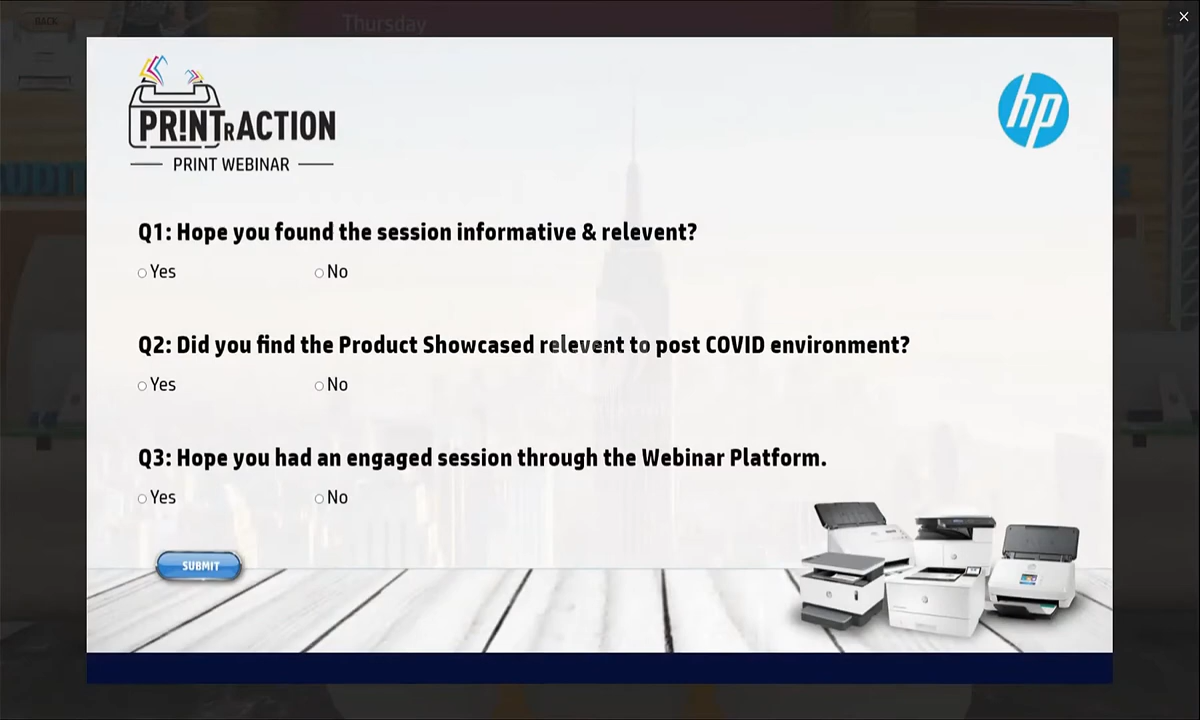 BACK
Thursday
PR!NTRACTION
PRINT WEBINAR
hp
Q1: Hope you found the session informative & relevent?
Yes No
Q2: Did you find the Product Showcased relevent to post COVID environment?
Yes No
Q3: Hope you had an engaged session through the Webinar Platform.
Yes No
SUBMIT